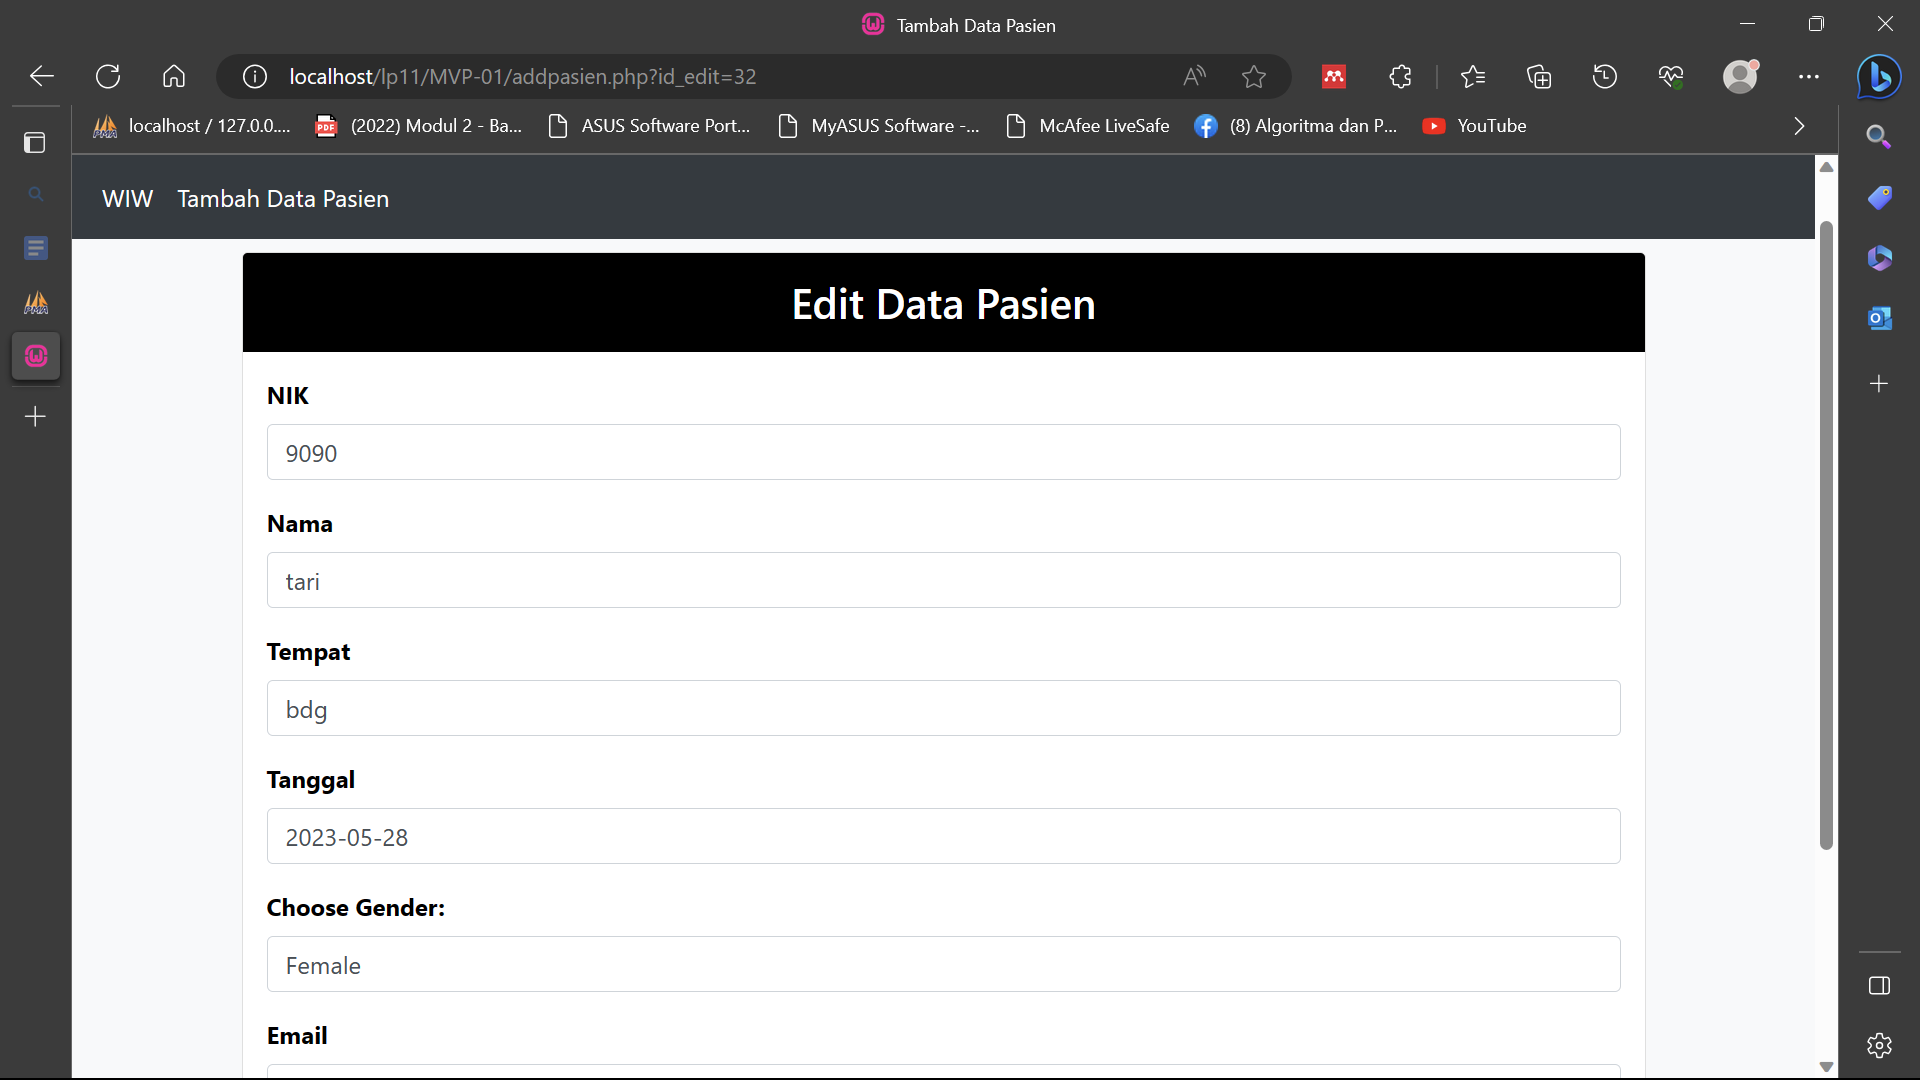 Tambah Data Pasien
localhost/lp11/MVP-01/addpasien.php?id_edit=32
localhost / 127.0.0.... (2022) Modul 2 - Ba... ASUS Software Port... MyASUS Software -... McAfee LiveSafe (8) Algoritma dan P... YouTube
WIW Tambah Data Pasien
Edit Data Pasien
NIK
9090
Nama
tari
Tempat
bdg
Tanggal
2023-05-28
Choose Gender:
Female
Email